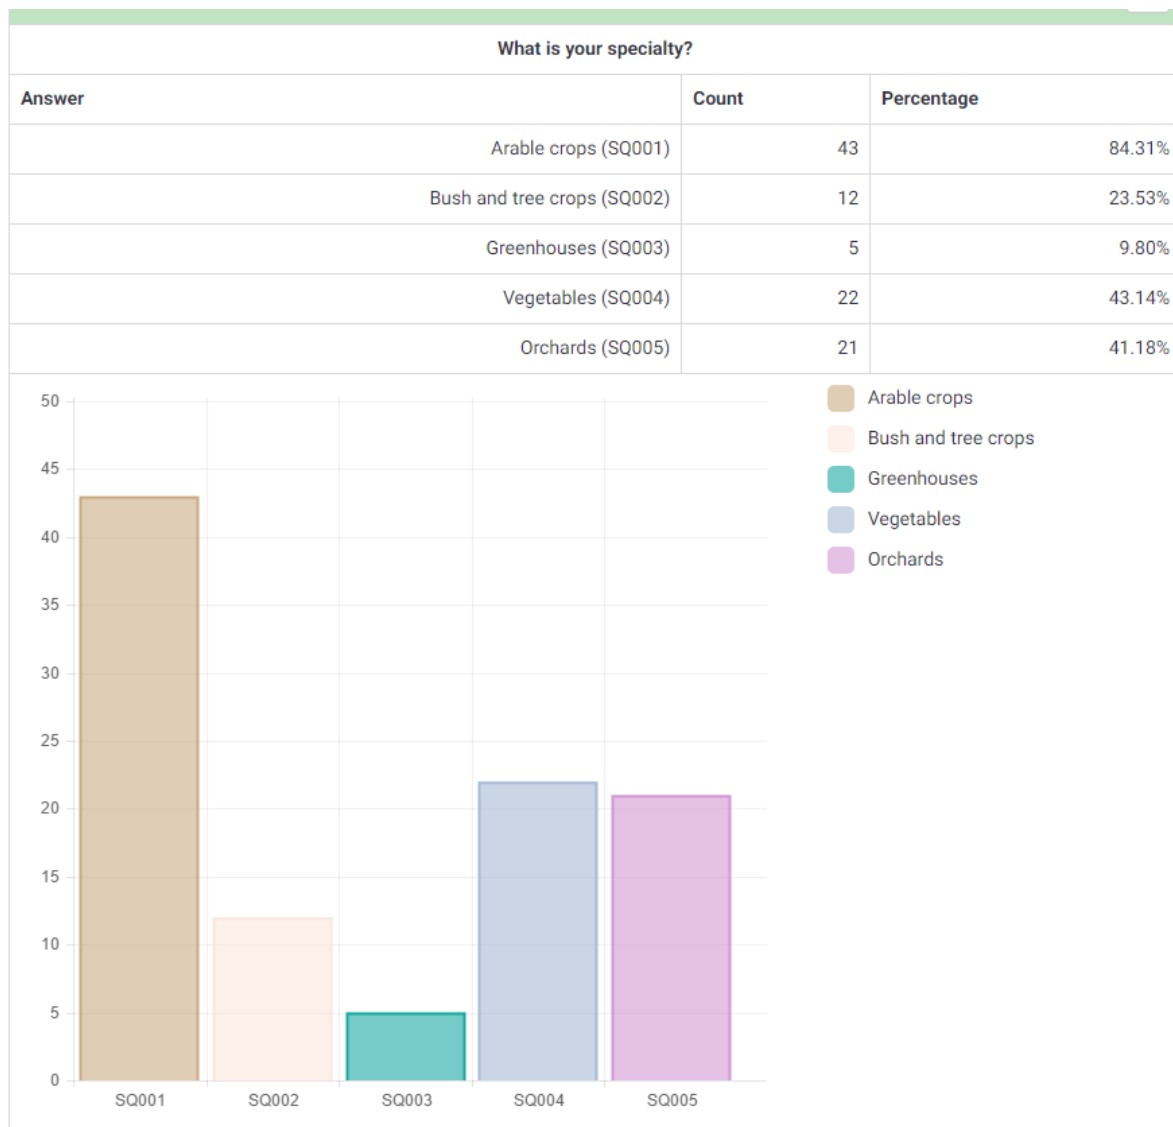 What is your specialty?
Answer Count Percentage
Arable crops (SQ001) 43 84.31%
Bush and tree crops (SQ002) 12 23.53%
Greenhouses (SQ003) 5 9.80%
Vegetables (SQ004) 22 43.14%
Orchards (SQ005) 21 41.18%
50
45
40
35
30
25
20
15
10
5
0
SQ001 SQ002 SQ003 SQ004 SQ005
Arable crops
Bush and tree crops
Greenhouses
Vegetables
Orchards